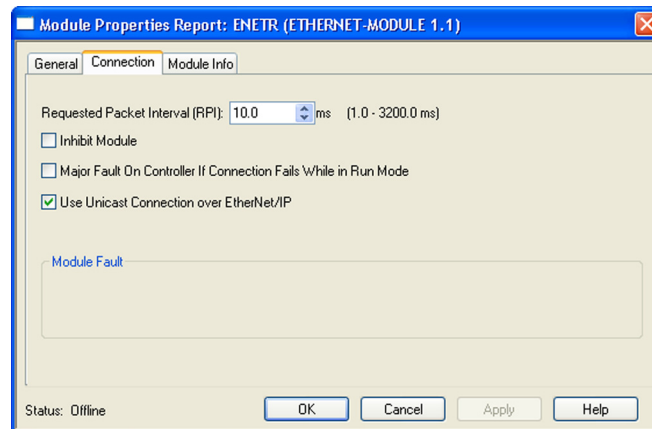 Module Properties Report: ENETR (ETHERNET-MODULE 1.1)
General Connection Module Info
Requested Packet Interval (RPI): 10.0 ms (1.0 - 3200.0 ms)
Inhibit Module
Major Fault On Controller If Connection Fails While in Run Mode
Use Unicast Connection over EtherNet/IP
Module Fault
Status: Offline OK Cancel Apply Help